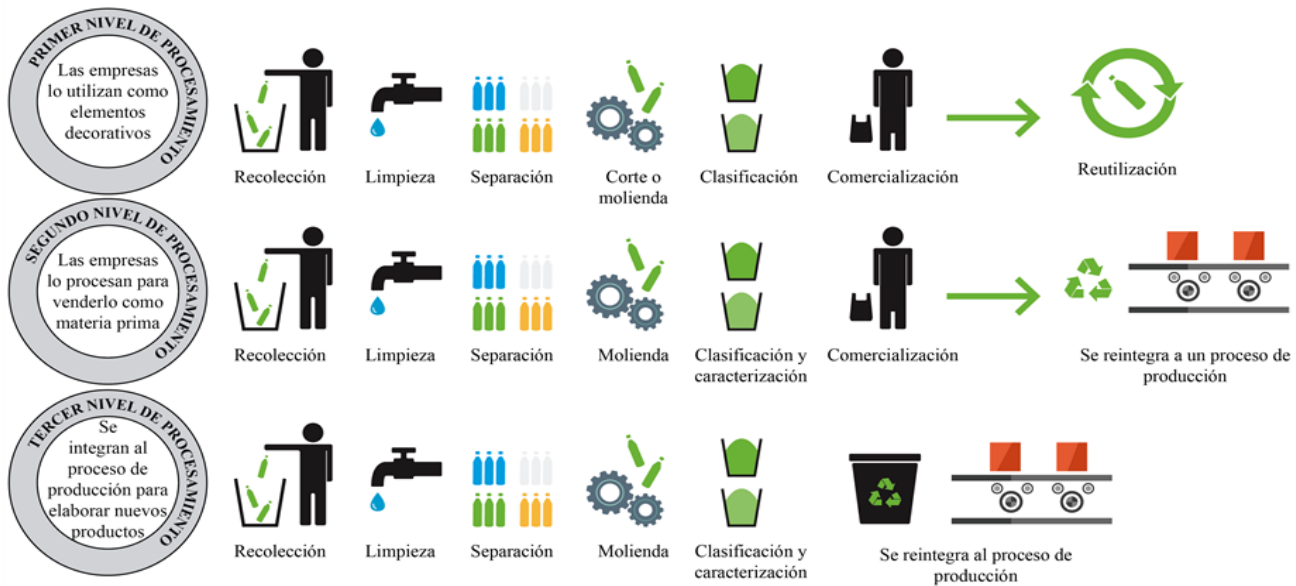 PRIMER NIVEL DE PROCESAMIENTO
Las empresas
lo utilizan como
elementos
decorativos
Recolección
Limpieza
Separación
Corte o
molienda
Clasificación
Comercialización
Reutilización
SEGUNDO NIVEL DE PROCESAMIENTO
Las empresas
lo procesan para
venderlo como
materia prima
Recolección
Limpieza
Separación
Molienda
Clasificación y
caracterización
Comercialización
Se reintegra a un proceso de
producción
TERCER NIVEL DE PROCESAMIENTO
Se
integran al
proceso de
producción para
elaborar nuevos
productos
Recolección
Limpieza
Separación
Molienda
Clasificación y
caracterización
Se reintegra al proceso de
producción